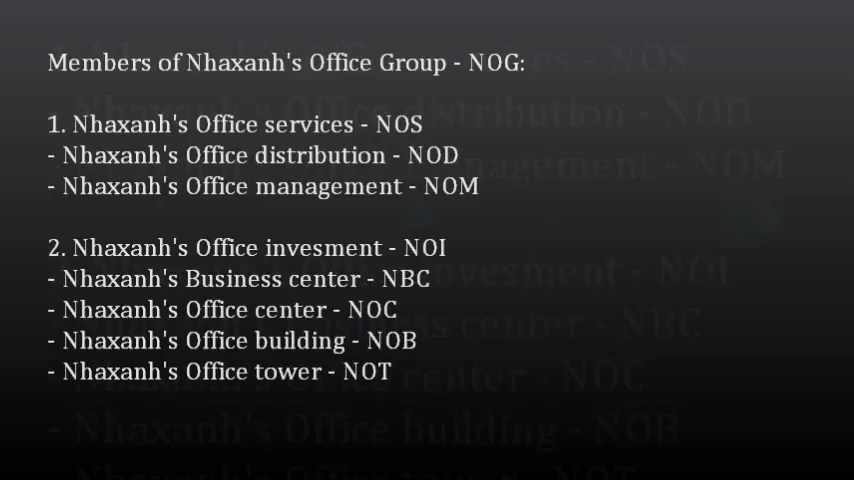 Members of Nhaxanh's Office Group - NOG:
1. Nhaxanh's Office services - NOS
- Nhaxanh's Office distribution - NOD
- Nhaxanh's Office management - NOM
2. Nhaxanh's Office invesment - NOI
- Nhaxanh's Business center - NBC
- Nhaxanh's Office center - NOC
- Nhaxanh's Office building - NOB
- Nhaxanh's Office tower - NOT